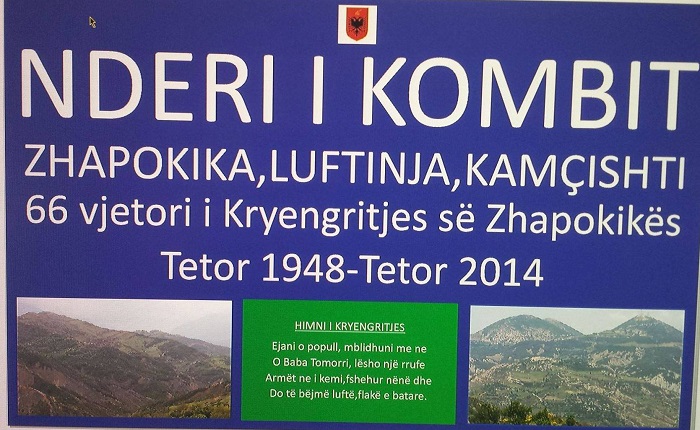 NDERI I KOMBIT
ZHAPOKIKA,LUFTINJA,KAMÇISHTI
66 vjetori i Kryengritjes së Zhapokikës
Tetor 1948-Tetor 2014
HIMNI I KRYENGRITJES
Ejani o popull, mblidhuni me ne
O Baba Tomorri, lësho një rrufe
Armët ne i kemi,fshehur nënë dhe
Do të bëjmë luftë,flakë e batare.